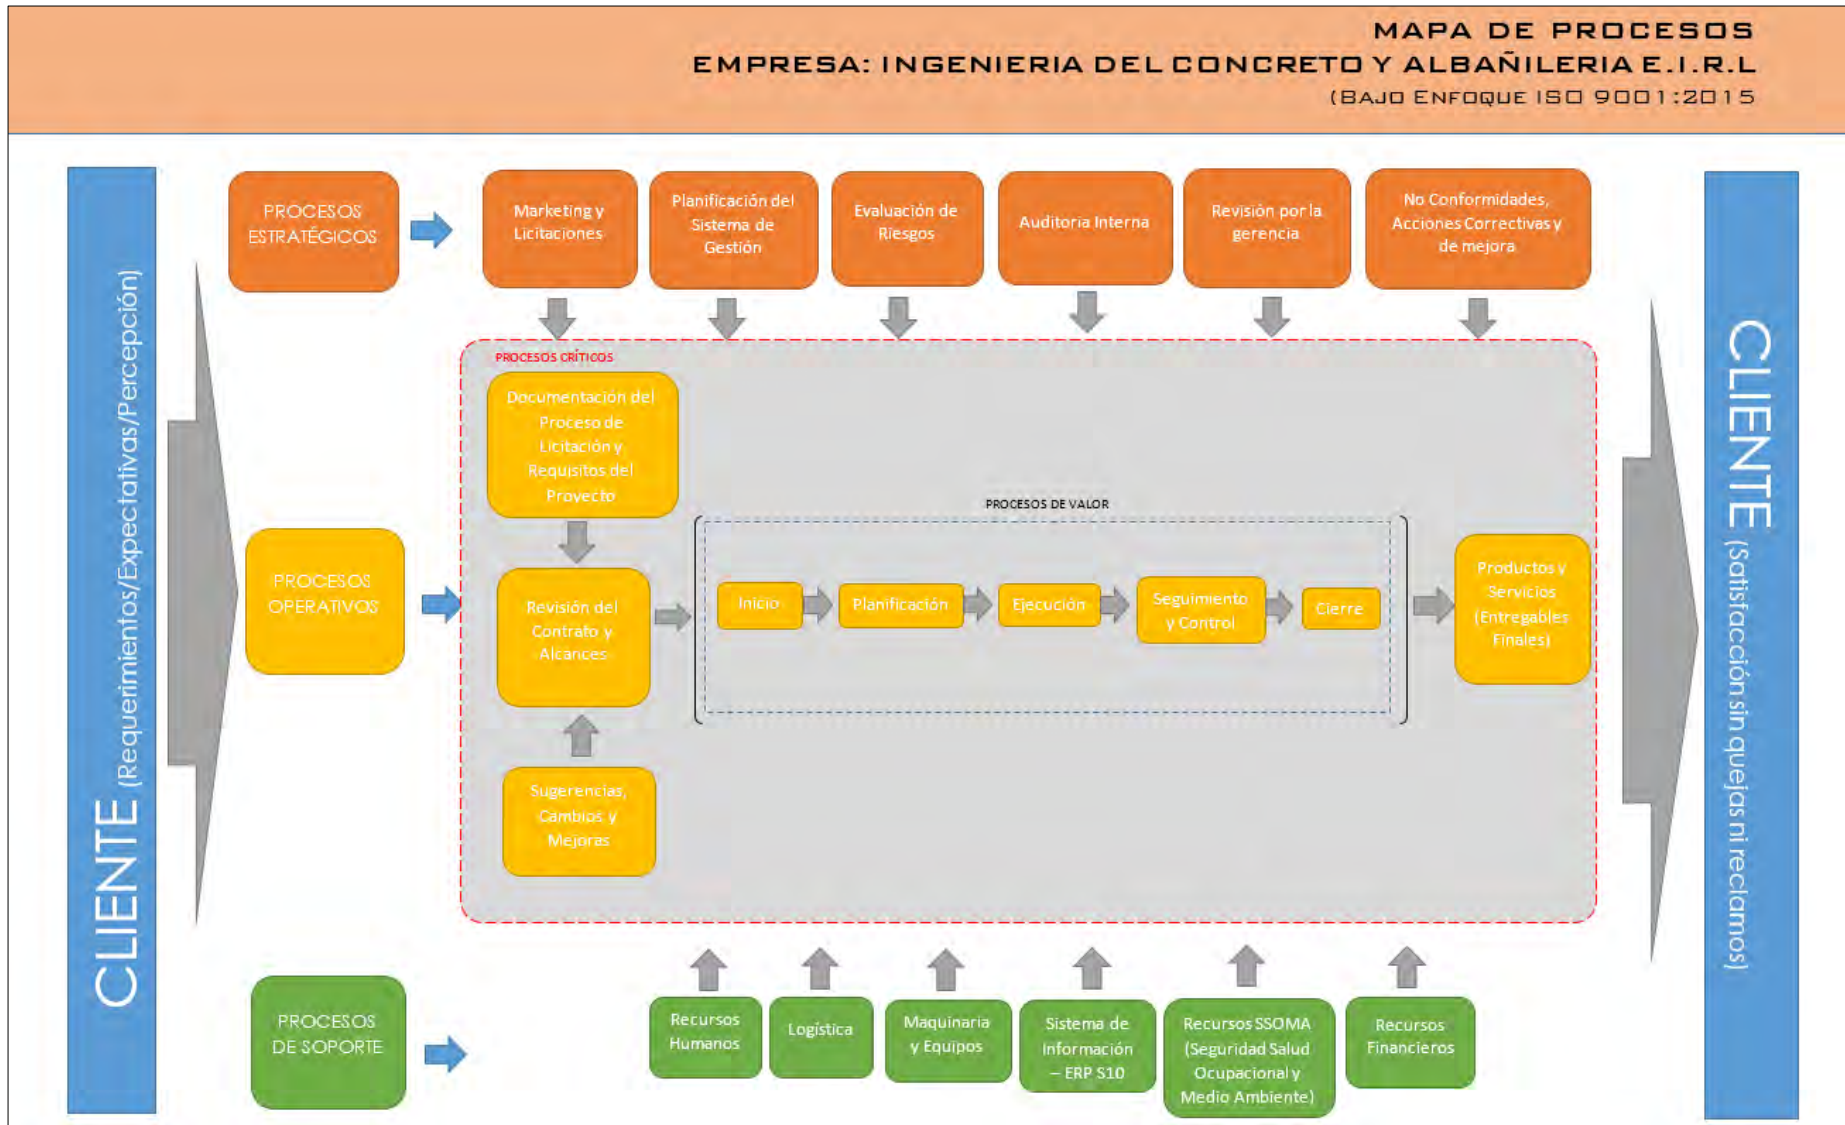 MAPA DE PROCESOS
EMPRESA: INGENIERIA DEL CONCRETO Y ALBAÑILERIA E.I.R.L
(BAJO ENFOQUE ISO 9001:2015
CLIENTE (Requerimientos/Expectativas/Percepción)
PROCESOS
ESTRATÉGICOS
Marketing y
Licitaciones
Planificación del
Sistema de
Gestión
Evaluación de
Riesgos
Auditoria Interna
Revisión por la
gerencia
No Conformidades,
Acciones Correctivas y
de mejora
PROCESOS CRÍTICOS
Documentación del
Proceso de
Licitación y
Requisitos del
Proyecto
PROCESOS
OPERATIVOS
Revisión del
Contrato y
Alcances
Sugerencias,
Cambios y
Mejoras
PROCESOS DE VALOR
Inicio
Planificación
Ejecución
Seguimiento
y Control
Cierre
Productos y
Servicios
(Entregables
Finales)
PROCESOS
DE SOPORTE
Recursos
Humanos
Logística
Maquinaria
y Equipos
Sistema de
Información
– ERP S10
Recursos SSOMA
(Seguridad Salud
Ocupacional y
Medio Ambiente)
Recursos
Financieros
CLIENTE (Satisfacción sin quejas ni reclamos)